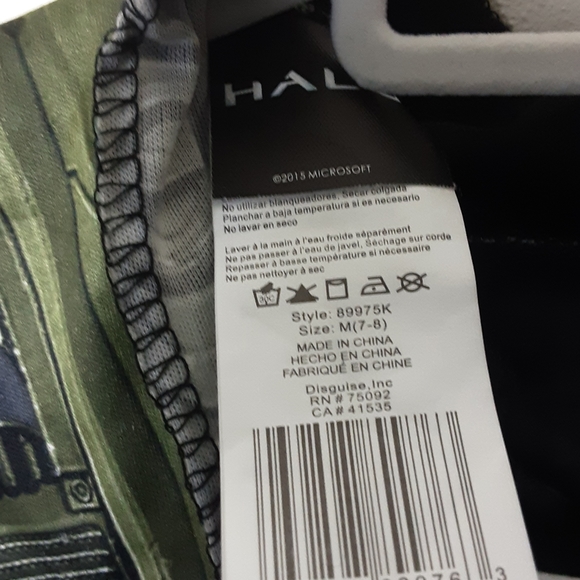 HAL
©2015 MICROSOFT
No utilizar blanqueadores, Secar colgada
Planchar a baja temperatura si es necesario
No lavar en seco
Laver à la main à l'eau froide séparément
Ne pas passer à l'eau de javel, Séchage sur corde
Repasser à basse température si nécessaire
Ne pas nettoyer à sec
Style: 89975K
Size: M(7-8)
MADE IN CHINA
HECHO EN CHINA
FABRIQUÉ EN CHINE
Disguise,Inc
RN # 75092
CA # 41535
3